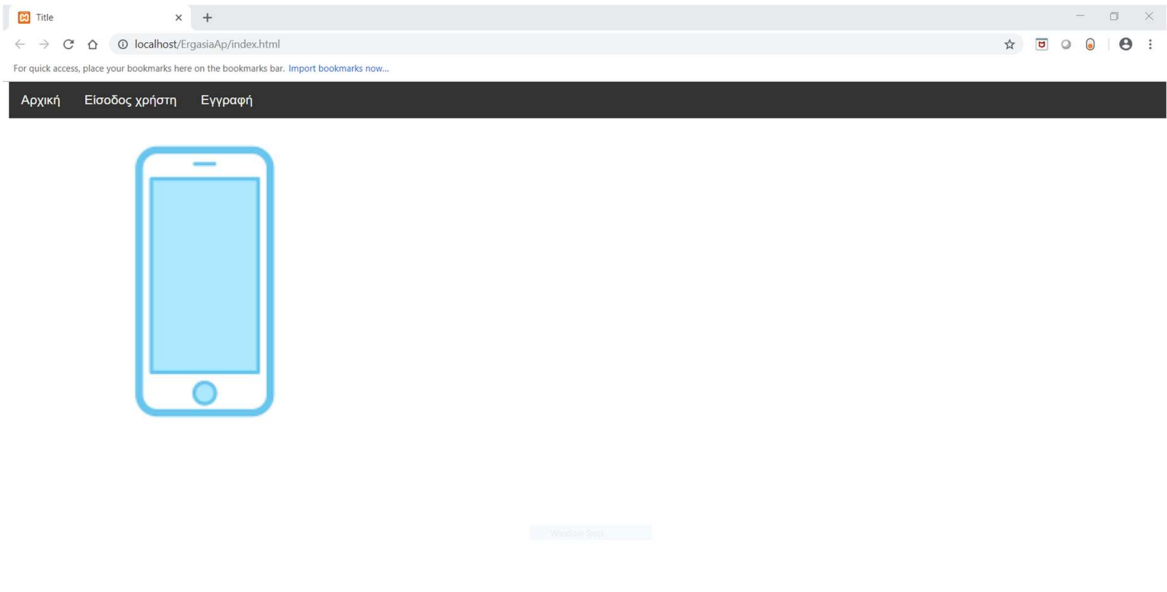 Title
localhost/ErgasiaAp/index.html
For quick access, place your bookmarks here on the bookmarks bar. Import bookmarks now...
Αρχική Είσοδος χρήστη Εγγραφή